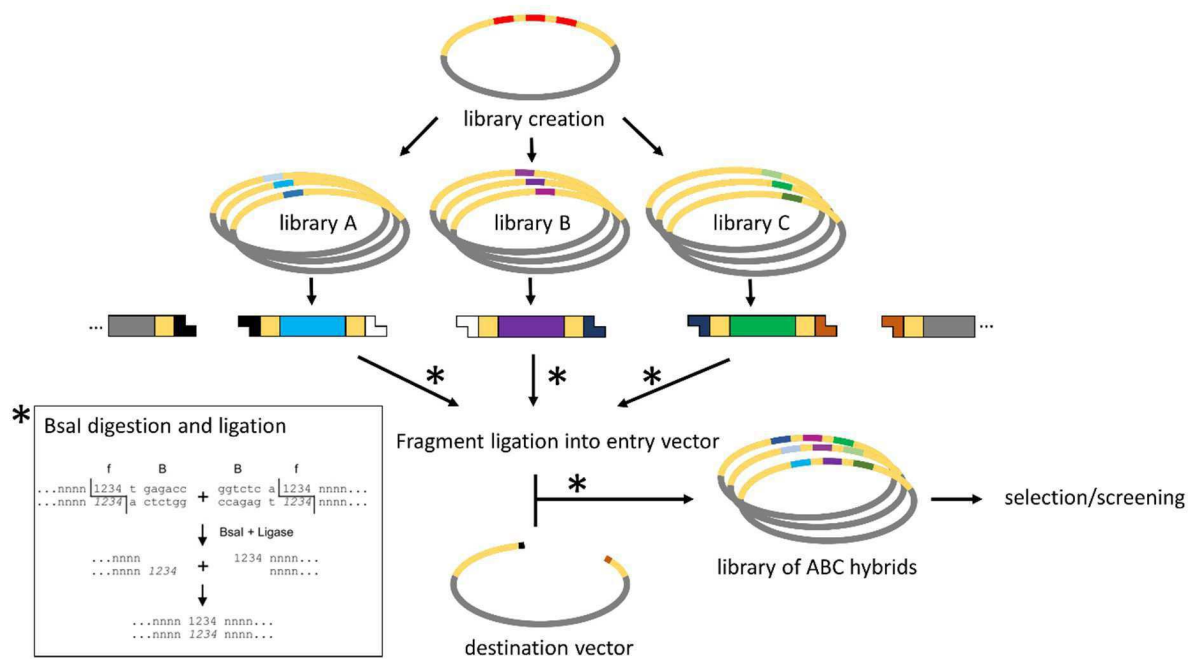 library creation
library A
library B
library C
...
...
*
*
*
*
BsaI digestion and ligation
f B B f
...nnnn 1234 t gagacc + ggtctc a 1234 nnnn...
...nnnn 1234 a ctctgg ccagag t 1234 nnnn...
BsaI + Ligase
...nnnn 1234 nnnn...
...nnnn 1234 + nnnn...
...nnnn 1234 nnnn...
...nnnn 1234 nnnn...
Fragment ligation into entry vector
*
selection/screening
library of ABC hybrids
destination vector